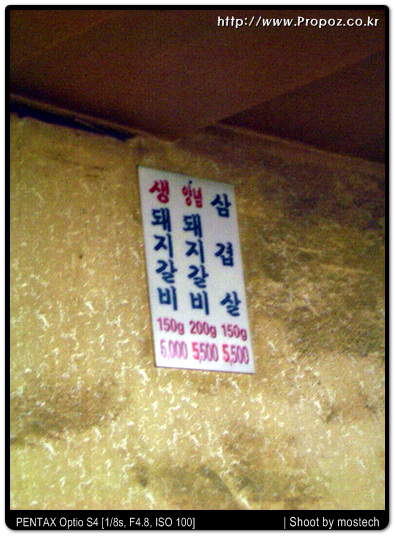 http://www.Propoz.co.kr
생돼지갈비 150g 6,000
양념돼지갈비 200g 5,500
삼겹살 150g 5,500
PENTAX Optio S4 [1/8s, F4.8, ISO 100]
| Shoot by mostech